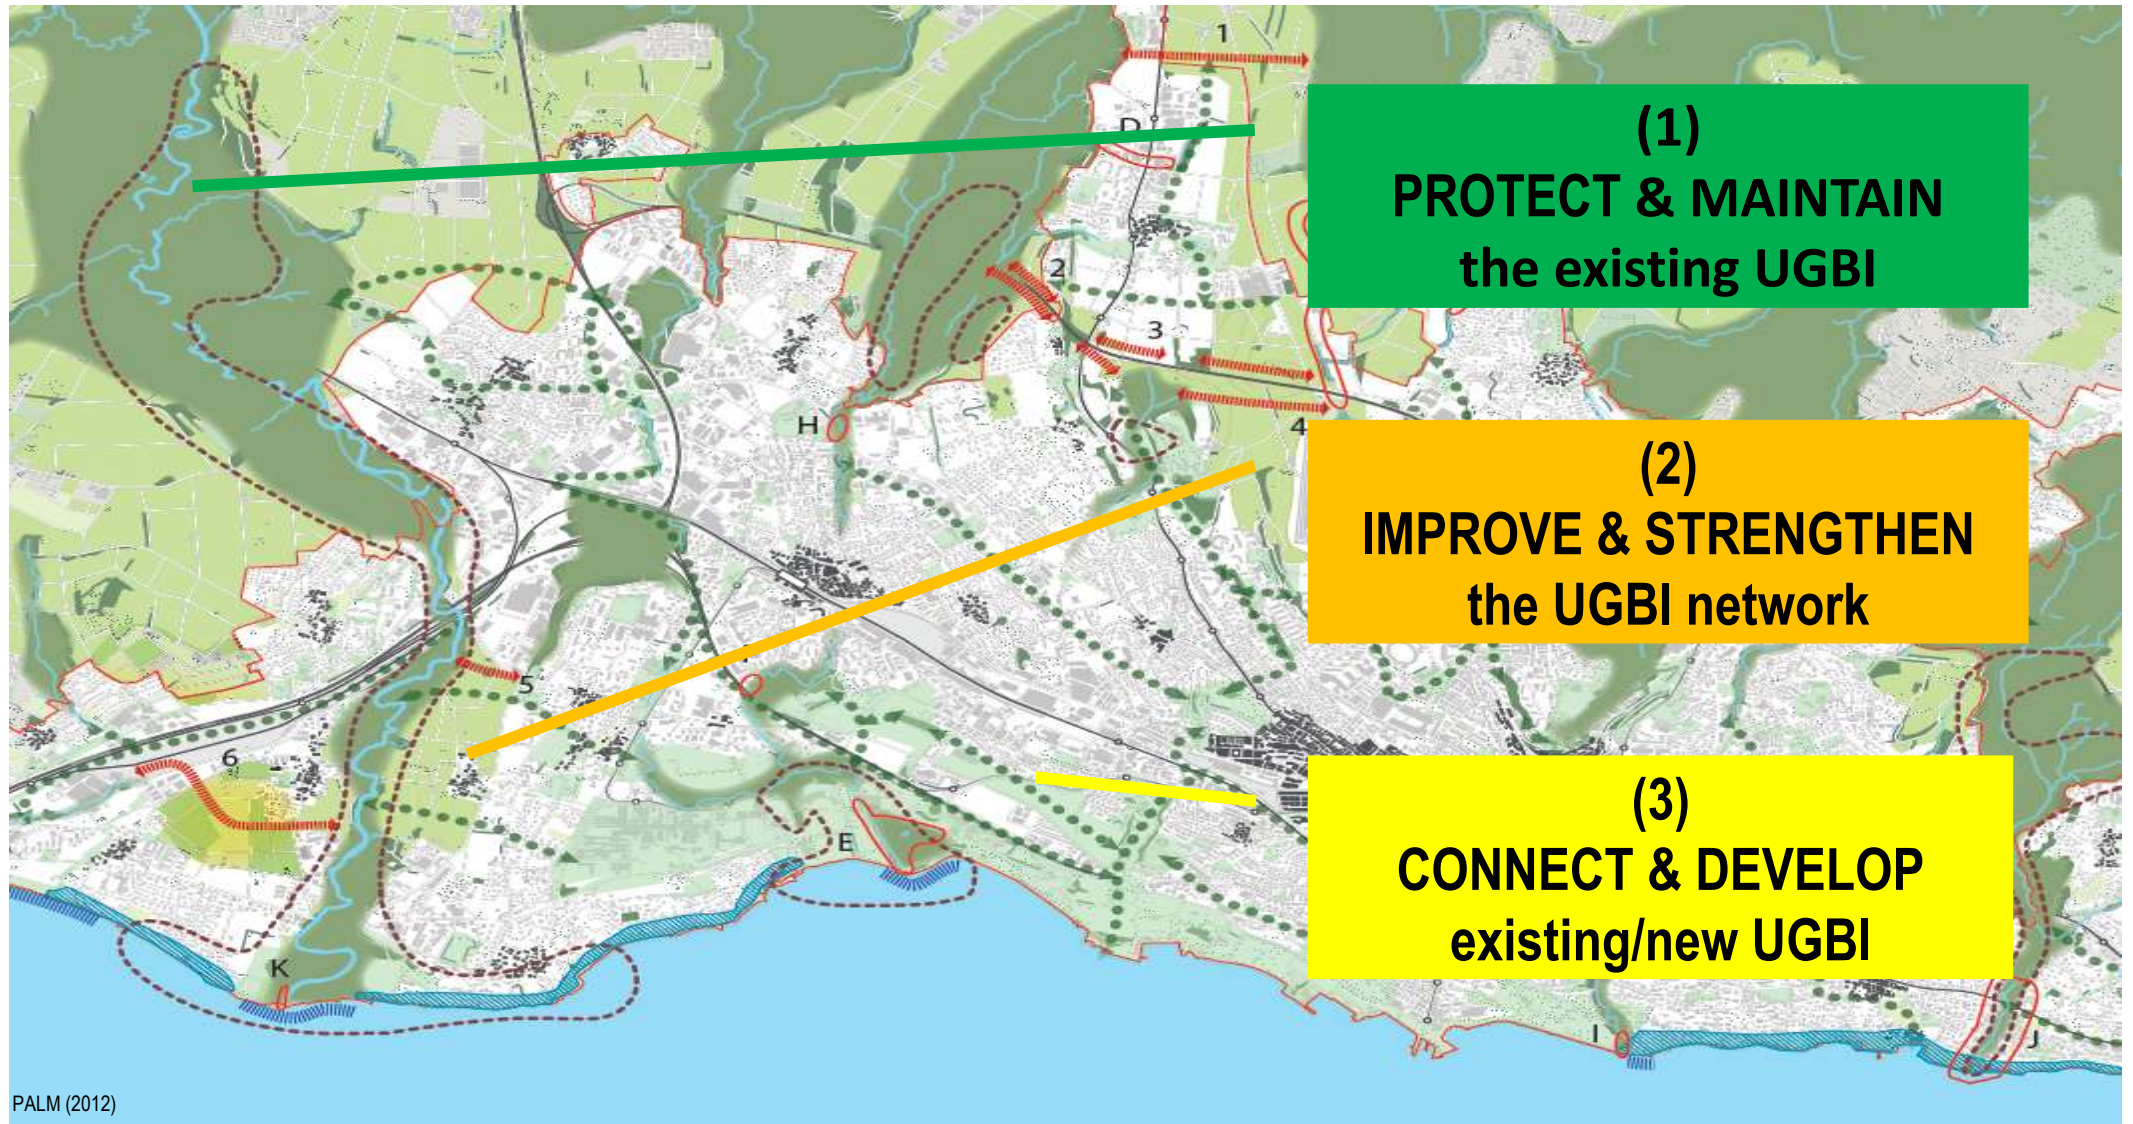 1
(1)
PROTECT & MAINTAIN
the existing UGBI
D
2
3
H
4
(2)
IMPROVE & STRENGTHEN
the UGBI network
5
6
(3)
CONNECT & DEVELOP
existing/new UGBI
E
K
I
J
PALM (2012)